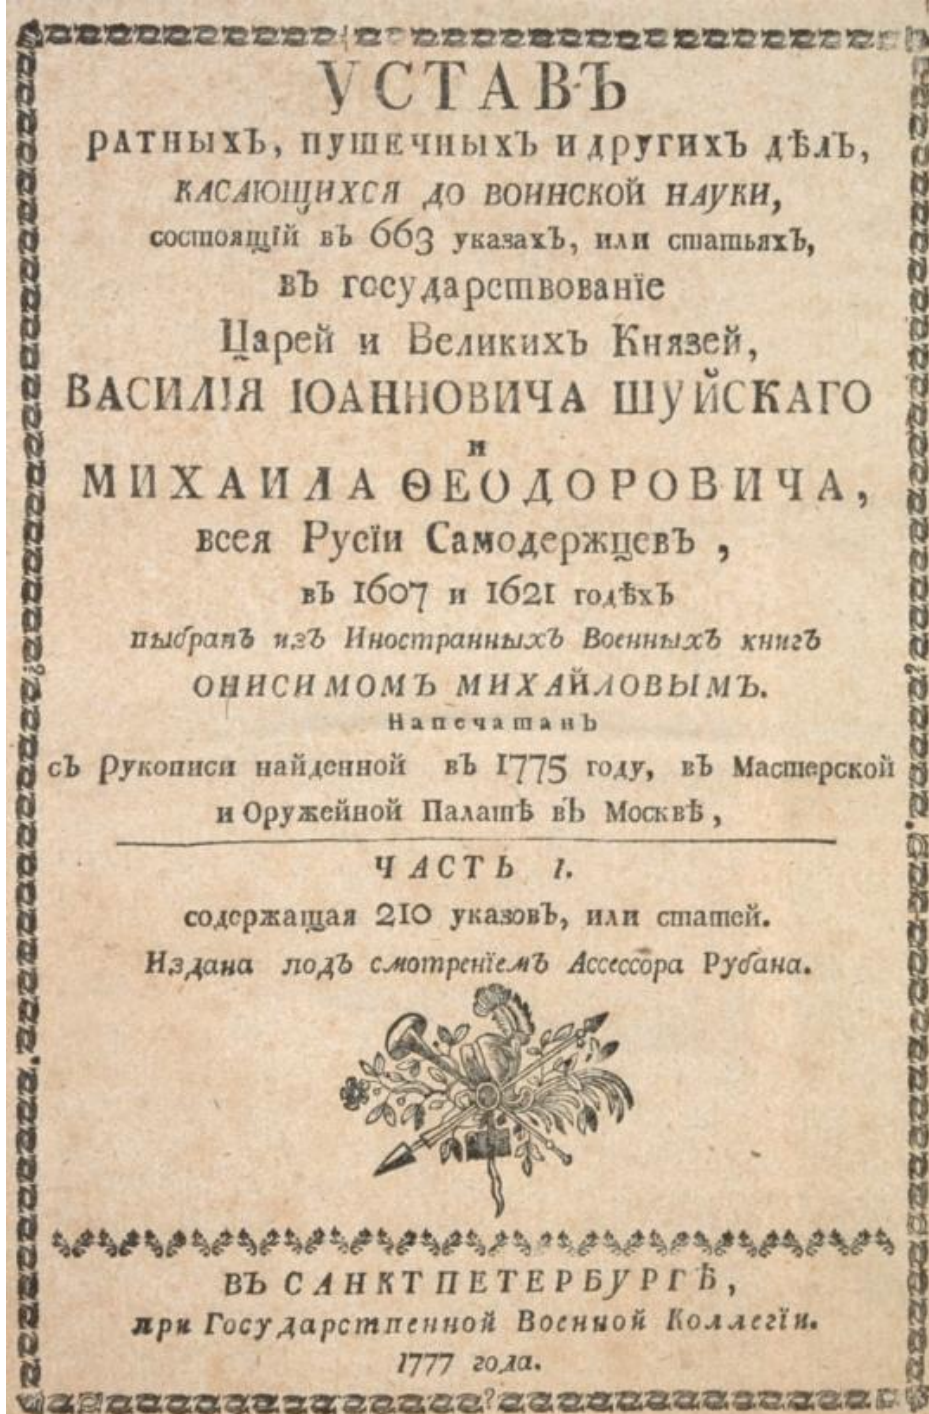 УСТАВЪ
РАТНЫХЪ, ПУШЕЧНЫХЪ И ДРУГИХЪ ДѢЛЪ,
КАСАЮЩИХСЯ ДО ВОИНСКОЙ НАУКИ,
состоящїй въ 663 указахъ, или статьяхъ,
въ государствованїе
Царей и Великихъ Князей,
ВАСИЛІЯ ІОАННОВИЧА ШУЙСКАГО
и
МИХАИЛА ѲЕОДОРОВИЧА,
всея Русїи Самодержцевъ,
въ 1607 и 1621 годѣхъ
выбранъ изъ Иностранныхъ Военныхъ книгъ
ОНИСИМОМЪ МИХАЙЛОВЫМЪ.
Напечатанъ
съ Рукописи найденной въ 1775 году, въ Мастерской
и Оружейной Палатѣ въ Москвѣ,
ЧАСТЬ I.
содержащая 210 указовъ, или статей.
Издана подъ смотренїемъ Ассессора Рубана.
ВЪ САНКТПЕТЕРБУРГѢ,
при Государственной Военной Коллегїи.
1777 года.